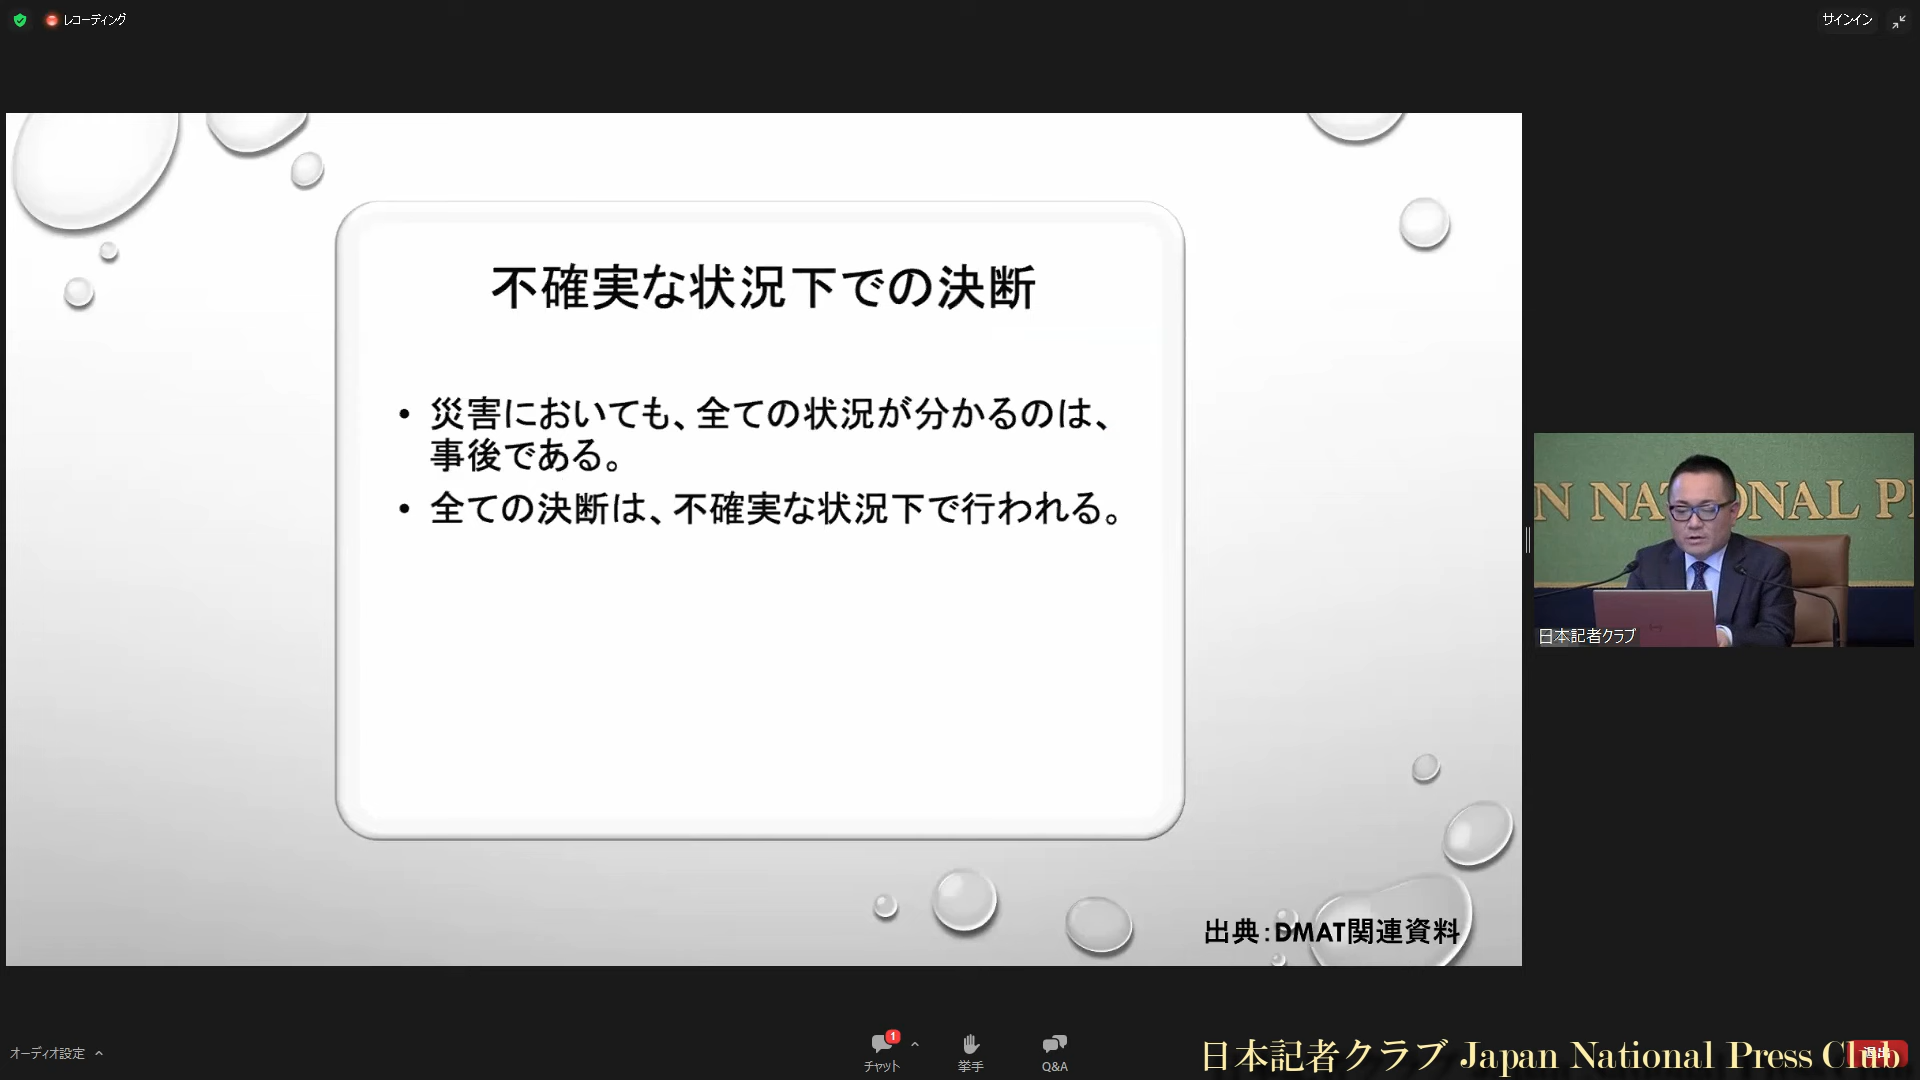 レコーディング
サインイン
不確実な状況下での決断
• 災害においても、全ての状況が分かるのは、
事後である。
• 全ての決断は、不確実な状況下で行われる。
出典：DMAT関連資料
N NATIONAL P
日本記者クラブ
オーディオ設定
1
チャット
挙手
Q&A
日本記者クラブ Japan National Press Club
退出